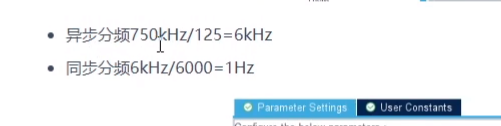 异步分频750kHz/125=6kHz
同步分频6kHz/6000=1Hz
Parameter Settings
User Constants